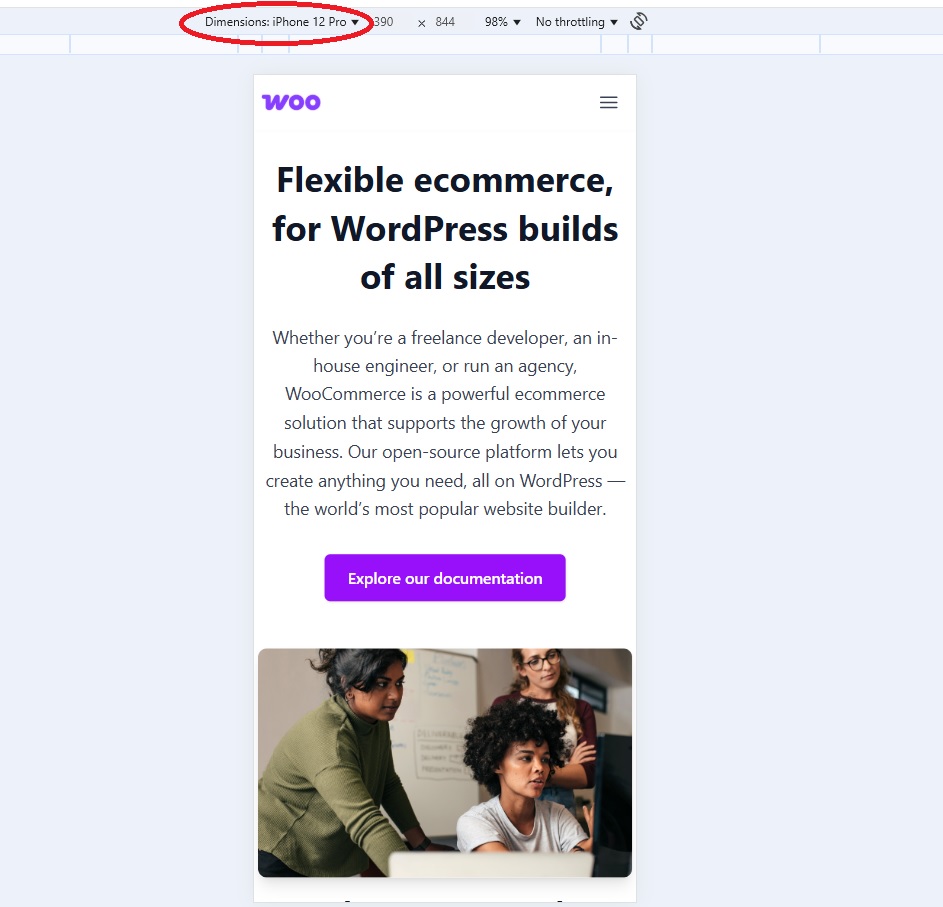 Dimensions: iPhone 12 Pro 390 × 844 98% No throttling
WOO
Flexible ecommerce,
for WordPress builds
of all sizes
Whether you’re a freelance developer, an in-
house engineer, or run an agency,
WooCommerce is a powerful ecommerce
solution that supports the growth of your
business. Our open-source platform lets you
create anything you need, all on WordPress —
the world’s most popular website builder.
Explore our documentation